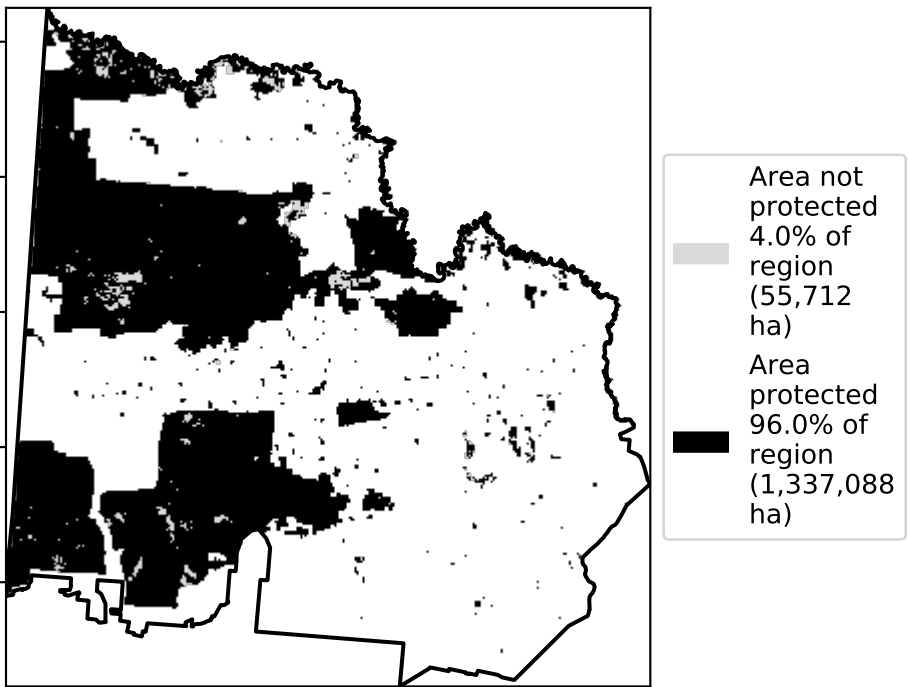 Area not
protected
4.0% of
region
(55,712
ha)
Area
protected
96.0% of
region
(1,337,088
ha)